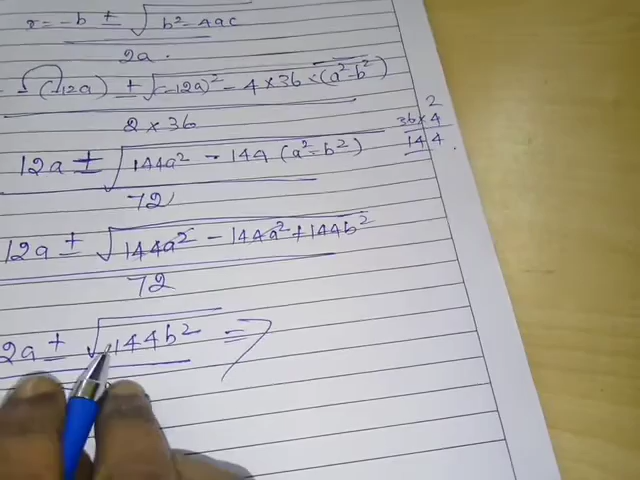 x = -b ± √b² - 4ac
2a.
- (-12a) ± √(-12a)² - 4 × 36 × (a² - b²)
2 × 36
2
36 × 4
144
12a ± √144a² - 144 (a² - b²)
72
12a ± √144a² - 144a² + 144b²
72
2a ± √144b² =>